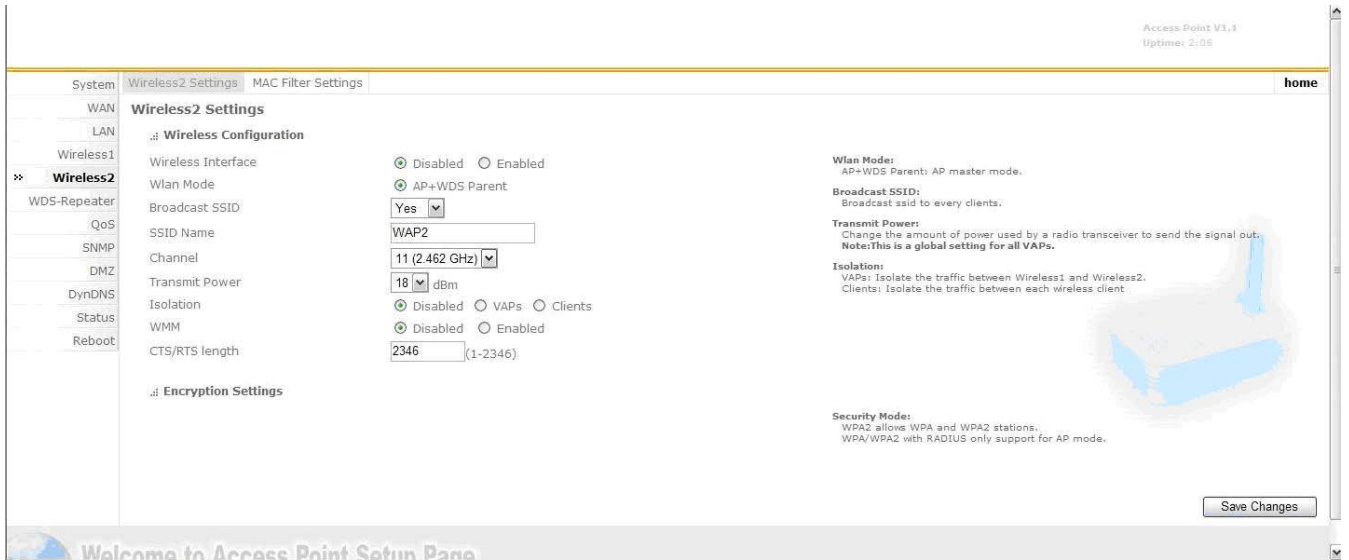 Access Point V1.1
Uptime: 2:06
System
WAN
LAN
Wireless1
» Wireless2
WDS-Repeater
QoS
SNMP
DMZ
DynDNS
Status
Reboot
Wireless2 Settings MAC Filter Settings home
Wireless2 Settings
.: Wireless Configuration
Wireless Interface Disabled Enabled
Wlan Mode AP+WDS Parent
Broadcast SSID Yes
SSID Name WAP2
Channel 11 (2.462 GHz)
Transmit Power 18 dBm
Isolation Disabled VAPs Clients
WMM Disabled Enabled
CTS/RTS length 2346 (1-2346)
.: Encryption Settings
Wlan Mode:
AP+WDS Parent: AP master mode.
Broadcast SSID:
Broadcast ssid to every clients.
Transmit Power:
Change the amount of power used by a radio transceiver to send the signal out.
Note:This is a global setting for all VAPs.
Isolation:
VAPs: Isolate the traffic between Wireless1 and Wireless2.
Clients: Isolate the traffic between each wireless client
Security Mode:
WPA2 allows WPA and WPA2 stations.
WPA/WPA2 with RADIUS only support for AP mode.
Save Changes
Welcome to Access Point Setup Page